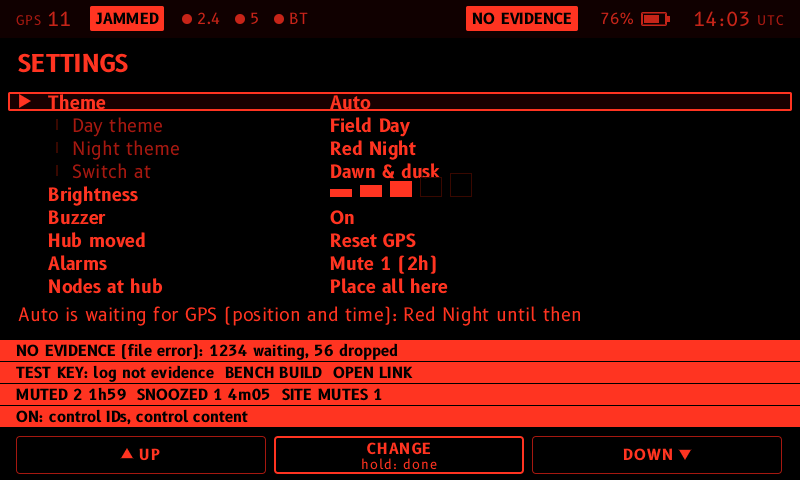 GPS 11 JAMMED 2.4 5 BT NO EVIDENCE 76% 14:03 UTC
SETTINGS
Theme Auto
Day theme Field Day
Night theme Red Night
Switch at Dawn & dusk
Brightness
Buzzer On
Hub moved Reset GPS
Alarms Mute 1 [2h]
Nodes at hub Place all here
Auto is waiting for GPS [position and time]: Red Night until then
NO EVIDENCE [file error]: 1234 waiting, 56 dropped
TEST KEY: log not evidence BENCH BUILD OPEN LINK
MUTED 2 1h59 SNOOZED 1 4m05 SITE MUTES 1
ON: control IDs, control content
▲ UP CHANGE DOWN ▼
hold: done